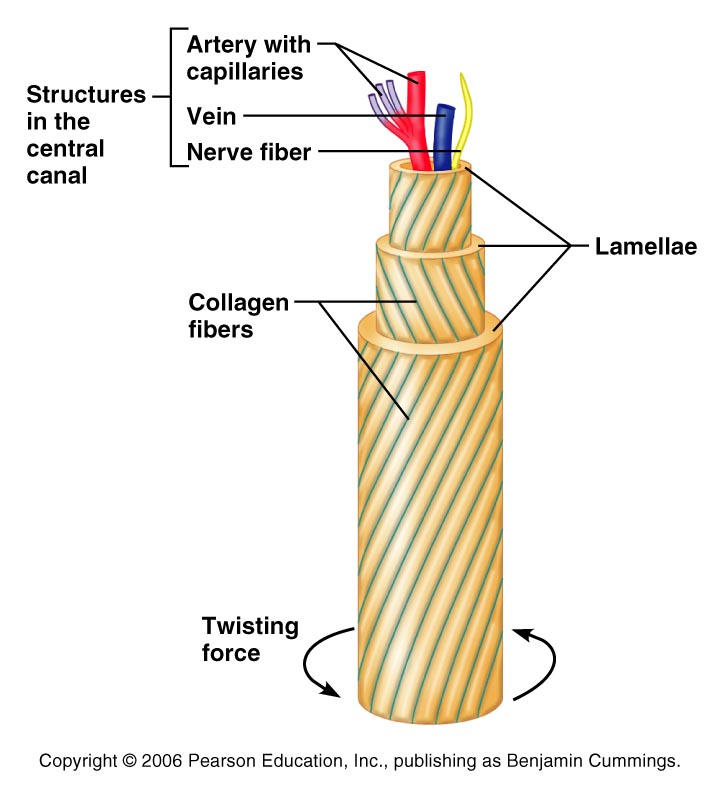 Artery with
capillaries
Structures
in the
central
canal
Vein
Nerve fiber
Lamellae
Collagen
fibers
Twisting
force
Copyright © 2006 Pearson Education, Inc., publishing as Benjamin Cummings.